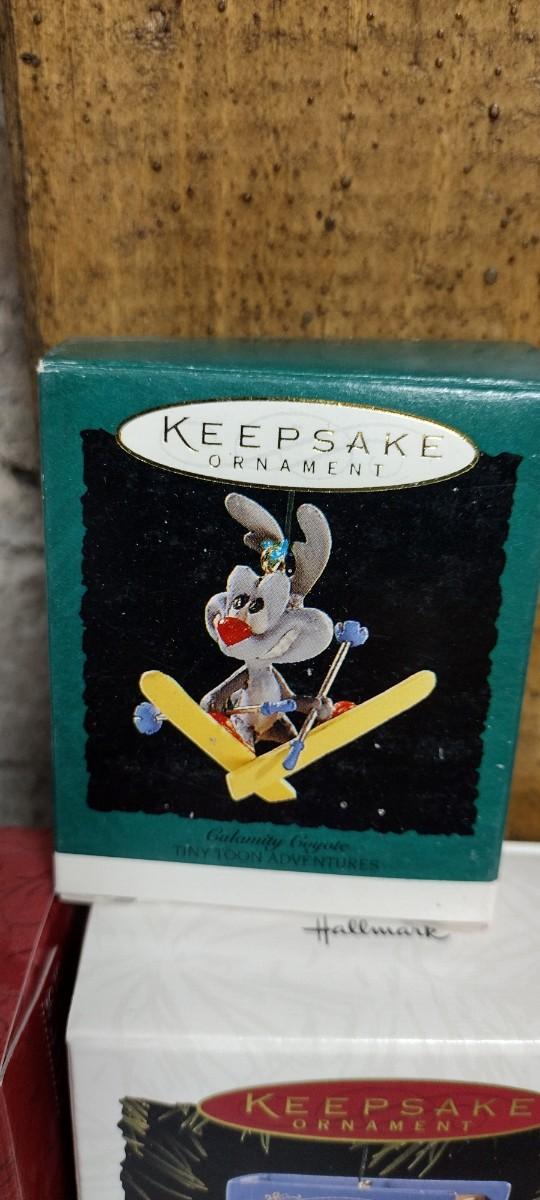 KEEPSAKE
ORNAMENT
Calamity Coyote
TINY TOON ADVENTURES
Hallmark
KEEPSAKE
ORNAMENT